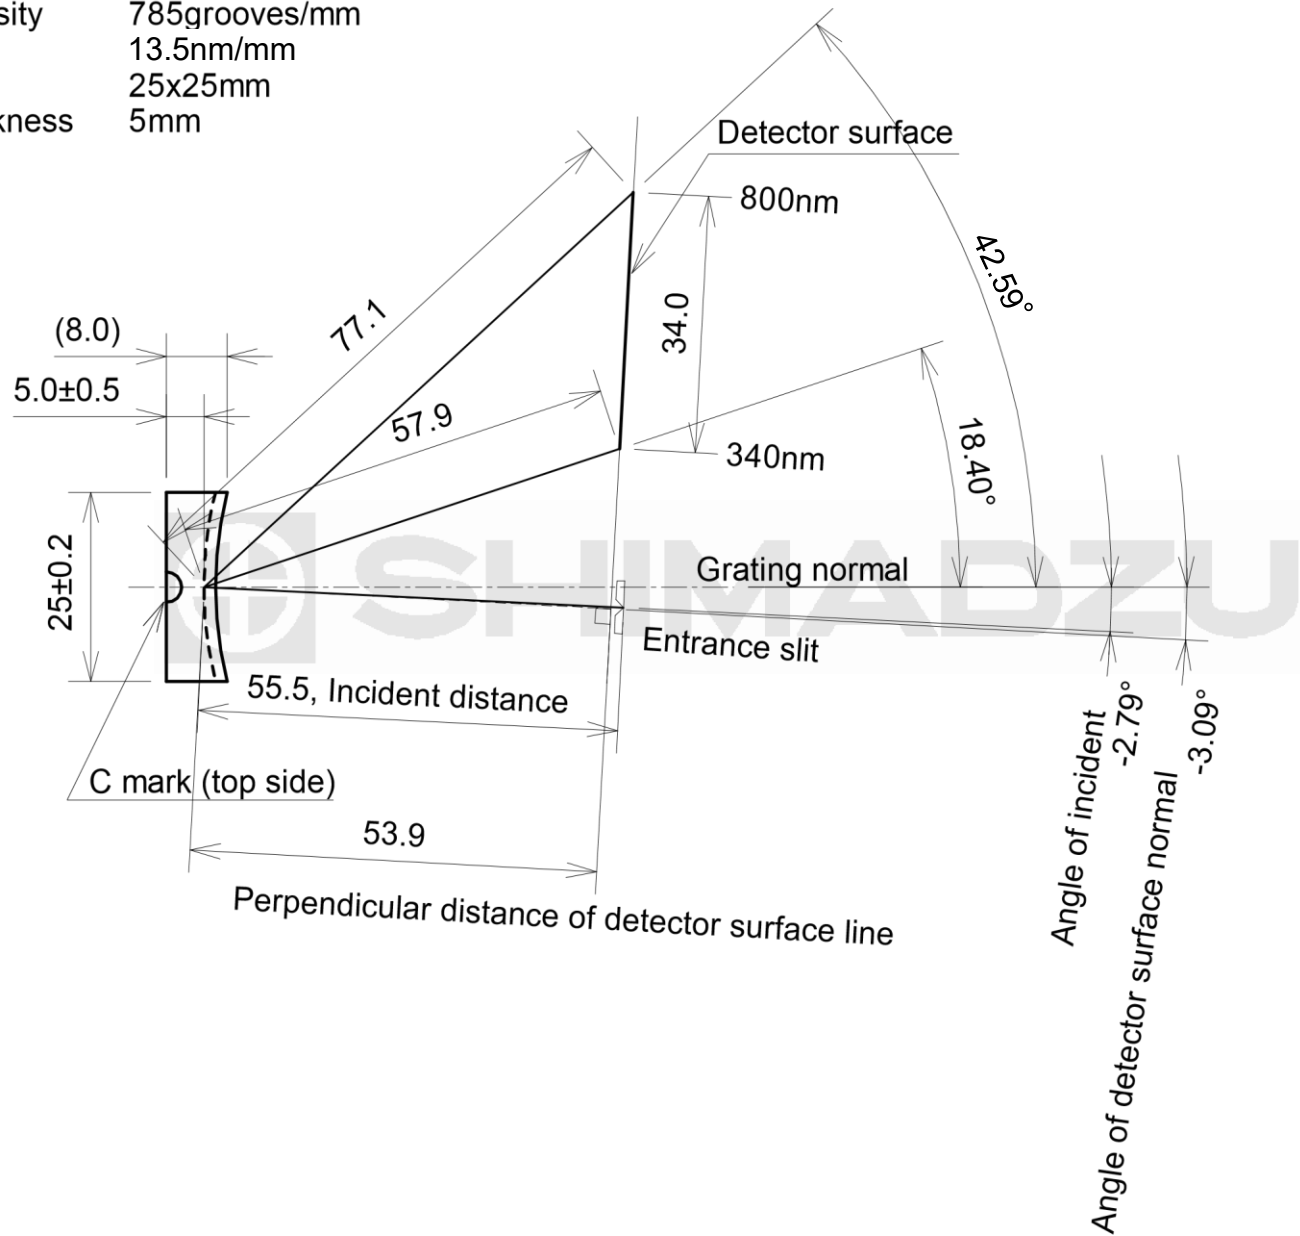 sity 785grooves/mm
13.5nm/mm
25x25mm
kness 5mm
Detector surface
800nm
42.59°
77.1
34.0
(8.0)
5.0±0.5
57.9
340nm
18.40°
25±0.2
SHIMADZU
Grating normal
Entrance slit
55.5, Incident distance
C mark (top side)
53.9
Perpendicular distance of detector surface line
Angle of incident
-2.79°
Angle of detector surface normal
-3.09°